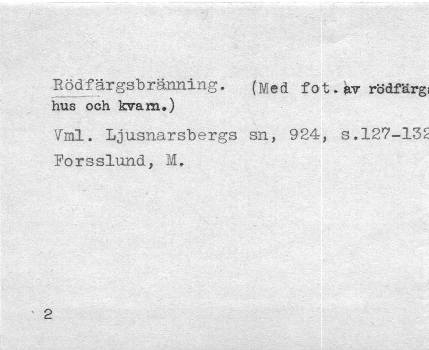 Rödfärgsbränning. (Med fot. av rödfärgs
hus och kvarn.)
Vml. Ljusnarsbergs sn, 924, s.127-132
Forsslund, M.
2